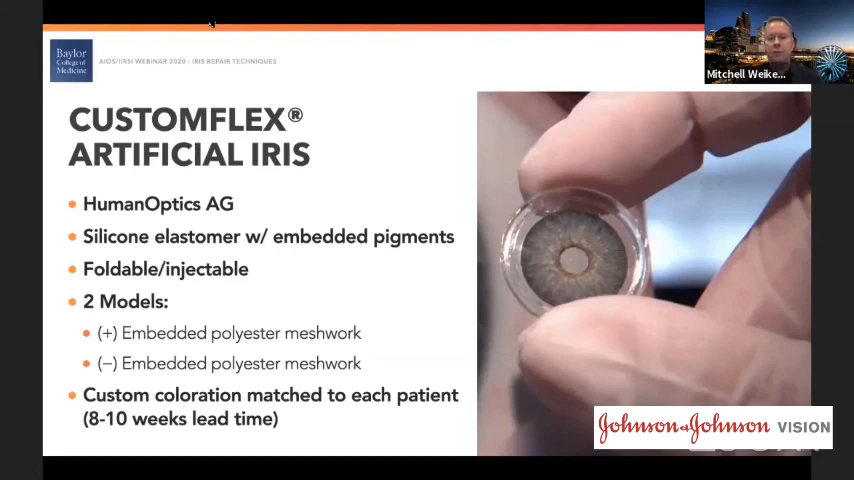 Baylor
College of
Medicine
AIOS/IIRSI WEBINAR 2020 - IRIS REPAIR TECHNIQUES
Mitchell Weike...
CUSTOMFLEX®
ARTIFICIAL IRIS
HumanOptics AG
Silicone elastomer w/ embedded pigments
Foldable/injectable
2 Models:
(+) Embedded polyester meshwork
(−) Embedded polyester meshwork
Custom coloration matched to each patient
(8-10 weeks lead time)
Johnson & Johnson VISION